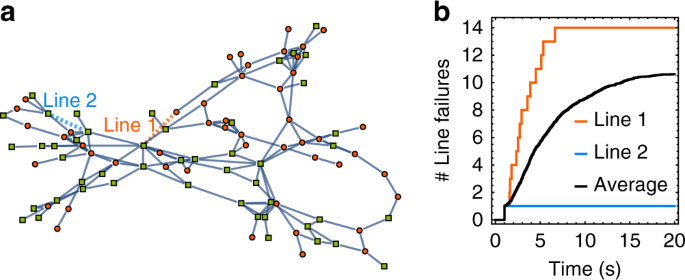 a
Line 2
Line 1
b
# Line failures
14
12
10
8
6
4
2
0
0
5
10
15
20
Time (s)
Line 1
Line 2
Average